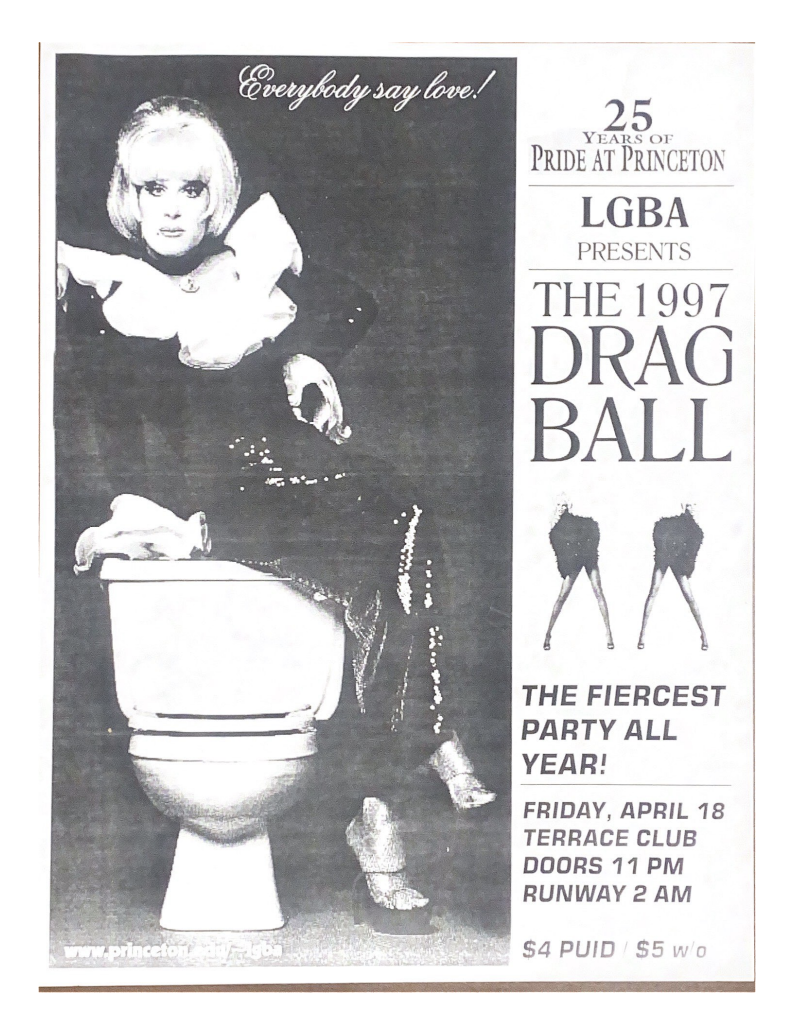 Everybody say love!
25
YEARS OF
PRIDE AT PRINCETON
LGBA
PRESENTS
THE 1997
DRAG
BALL
THE FIERCEST
PARTY ALL
YEAR!
FRIDAY, APRIL 18
TERRACE CLUB
DOORS 11 PM
RUNWAY 2 AM
$4 PUID / $5 w/o
www.princeton.edu/~lgba